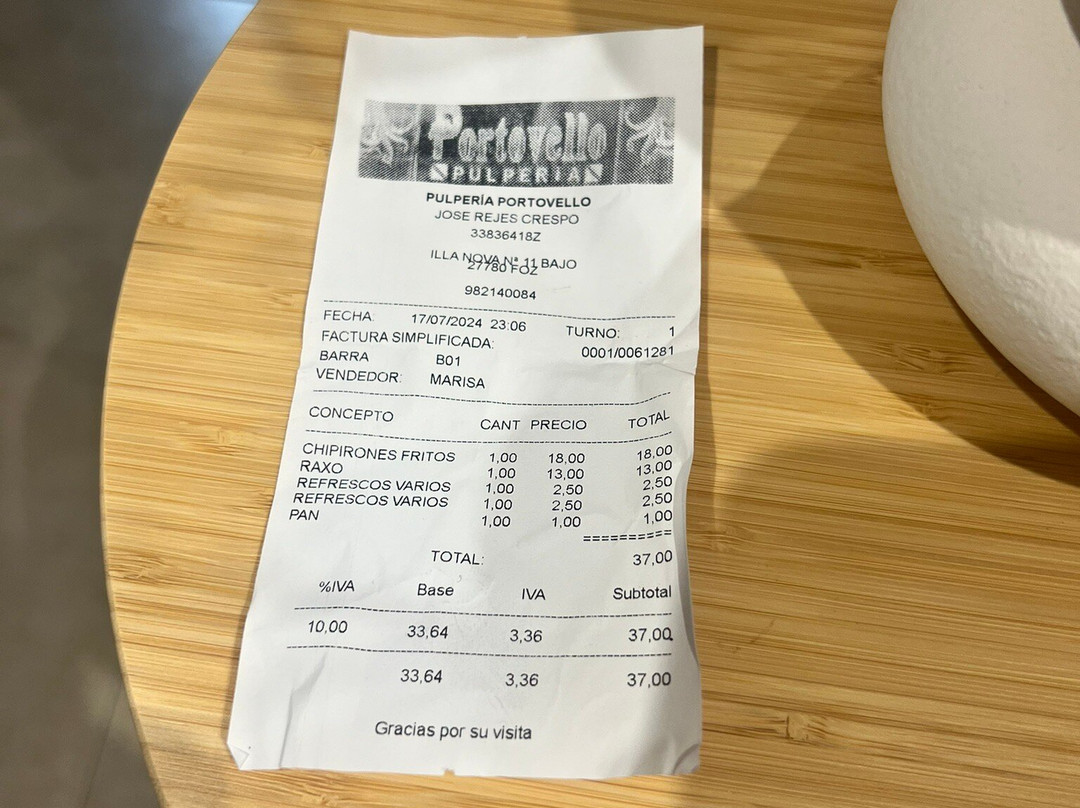 Portovello
PULPERIA
PULPERÍA PORTOVELLO
JOSE REJES CRESPO
33836418Z
ILLA NOVA Nª 11 BAJO
27780 FOZ
982140084
FECHA: 17/07/2024 23:06 TURNO: 1
FACTURA SIMPLIFICADA: 0001/0061281
BARRA B01
VENDEDOR: MARISA
CONCEPTO CANT PRECIO TOTAL
CHIPIRONES FRITOS 1,00 18,00 18,00
RAXO 1,00 13,00 13,00
REFRESCOS VARIOS 1,00 2,50 2,50
REFRESCOS VARIOS 1,00 2,50 2,50
PAN 1,00 1,00 1,00
==========
TOTAL: 37,00
%IVA Base IVA Subtotal
10,00 33,64 3,36 37,00
33,64 3,36 37,00
Gracias por su visita